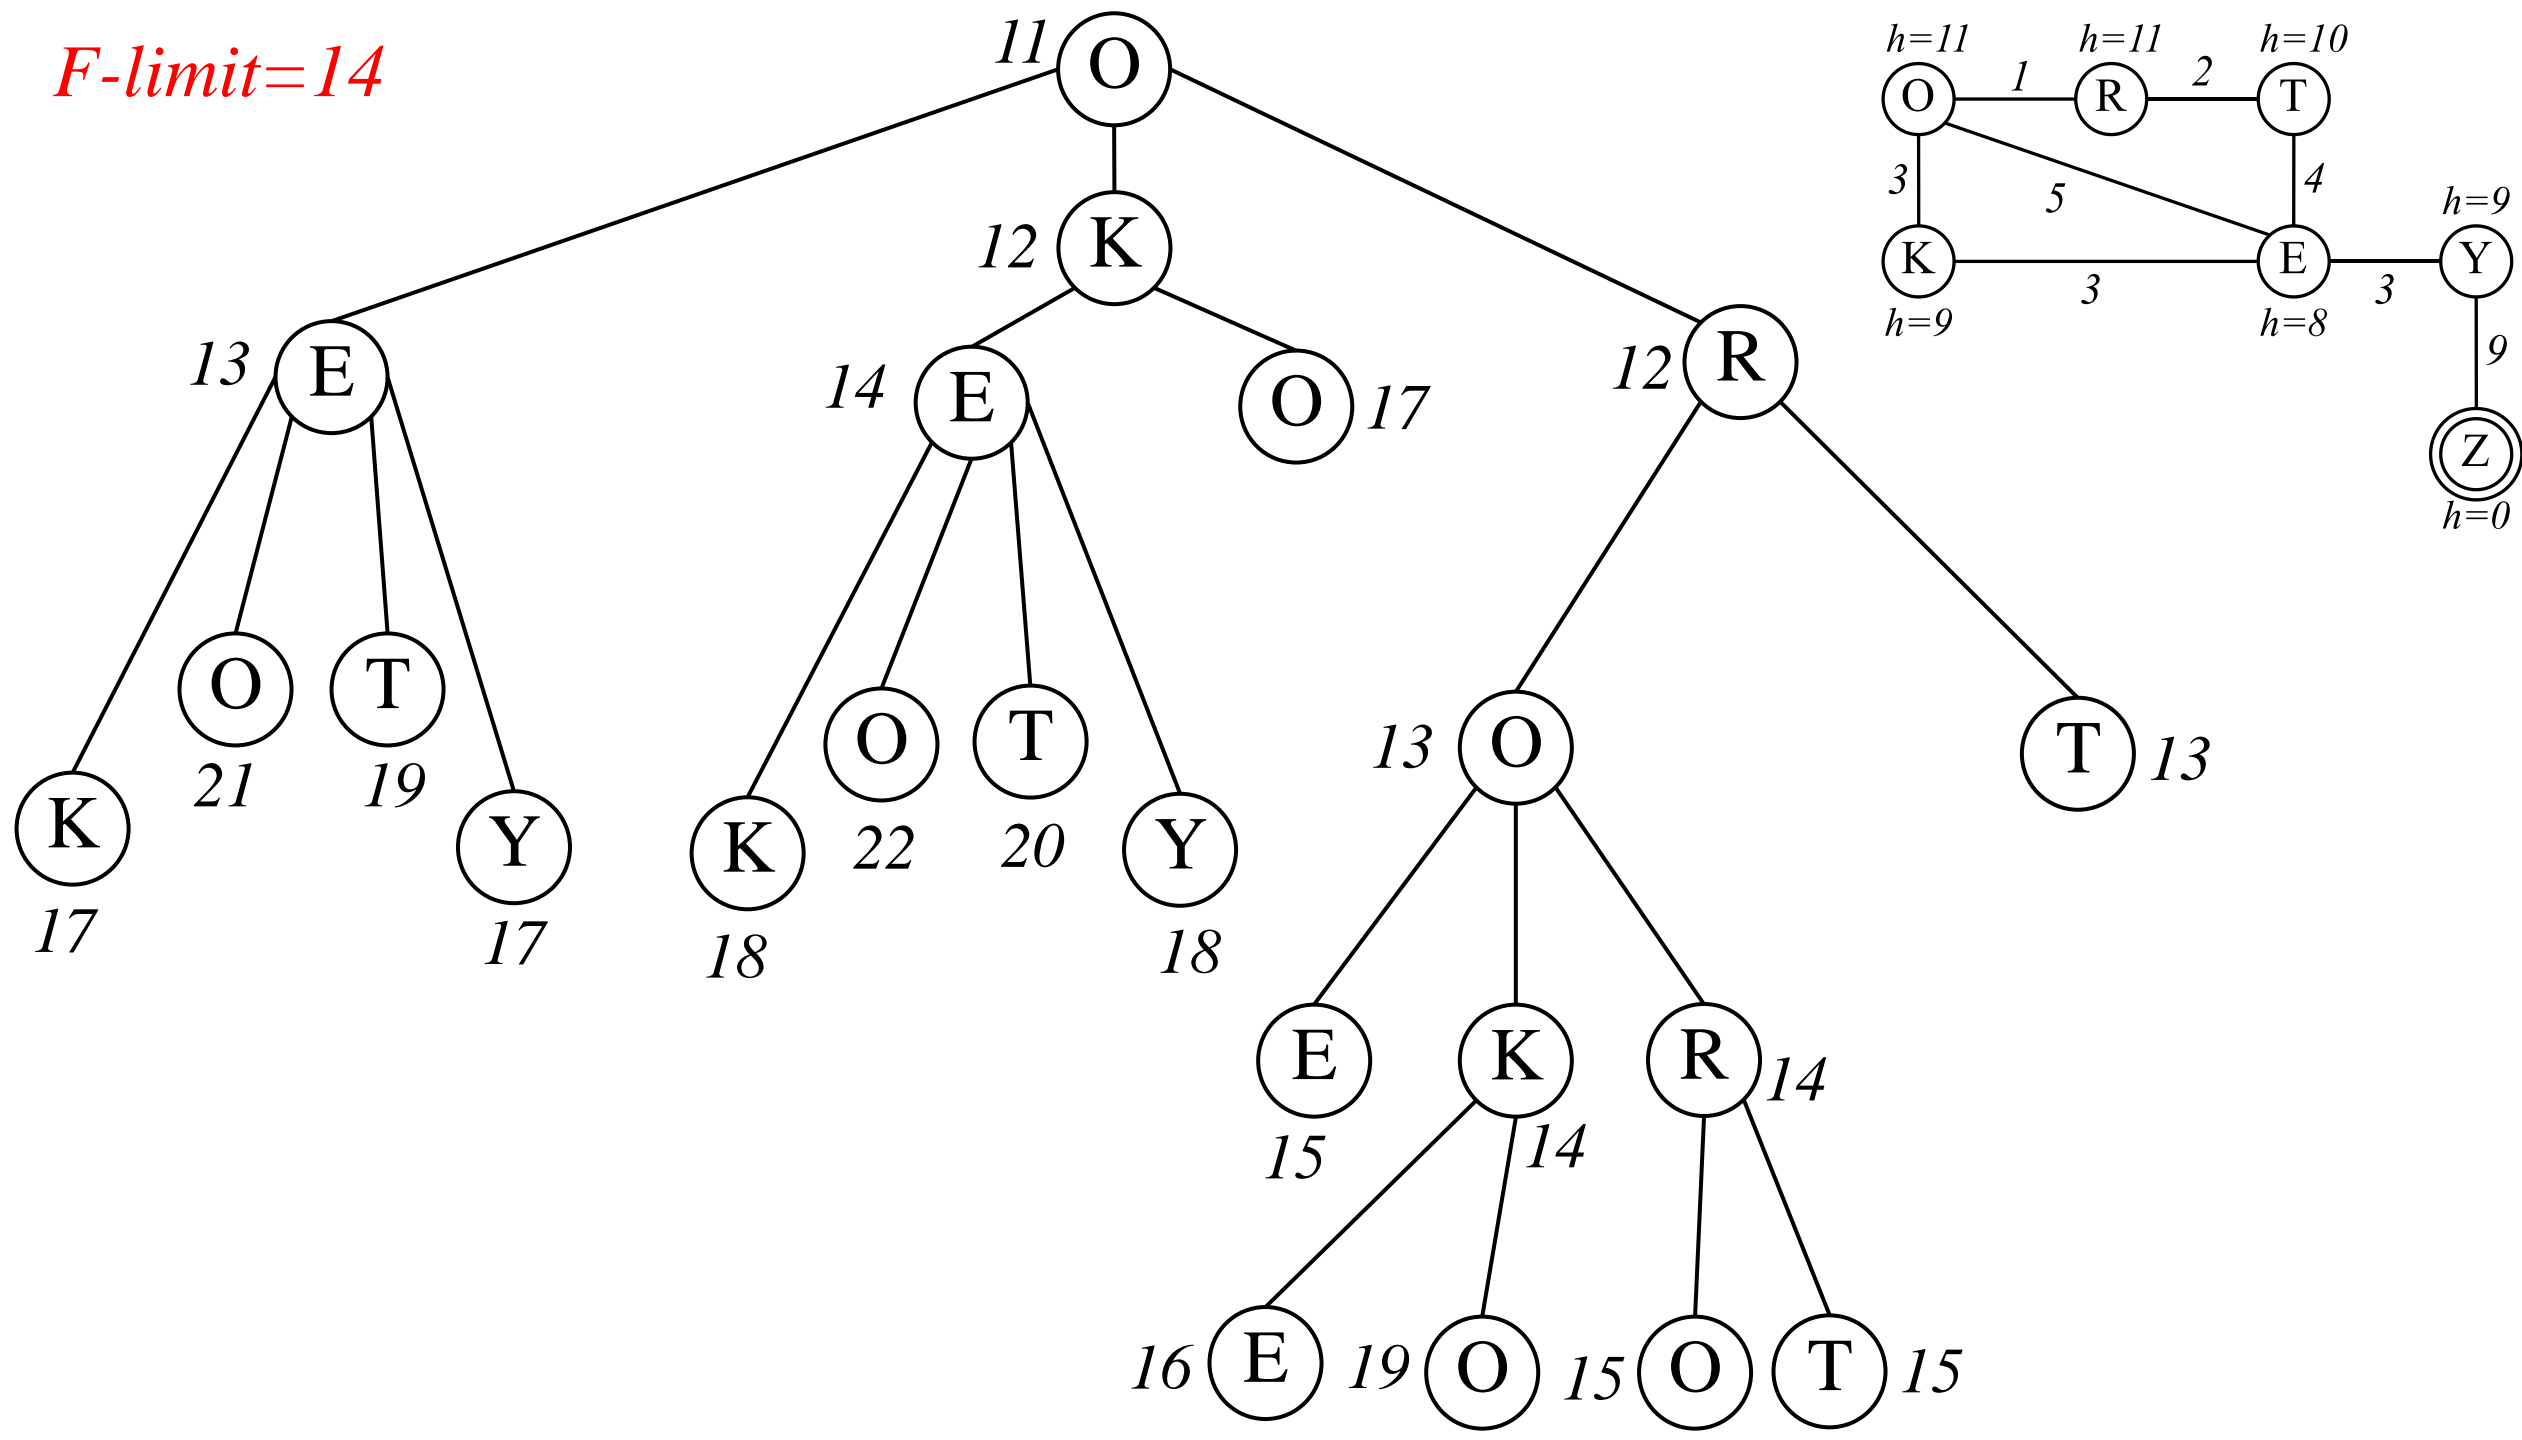 F-limit=14
11 O
h=11 h=11 h=10
O 1 R 2 T
3 5 4
h=9
K 3 E 3 Y
h=9 h=8
9
Z
h=0
12 K
13 E
14 E
O 17
12 R
K
17
O
21
T
19
Y
17
K
18
O
22
T
20
Y
18
13 O
T 13
E
15
K
14
R
14
16 E
19 O
15 O
T 15